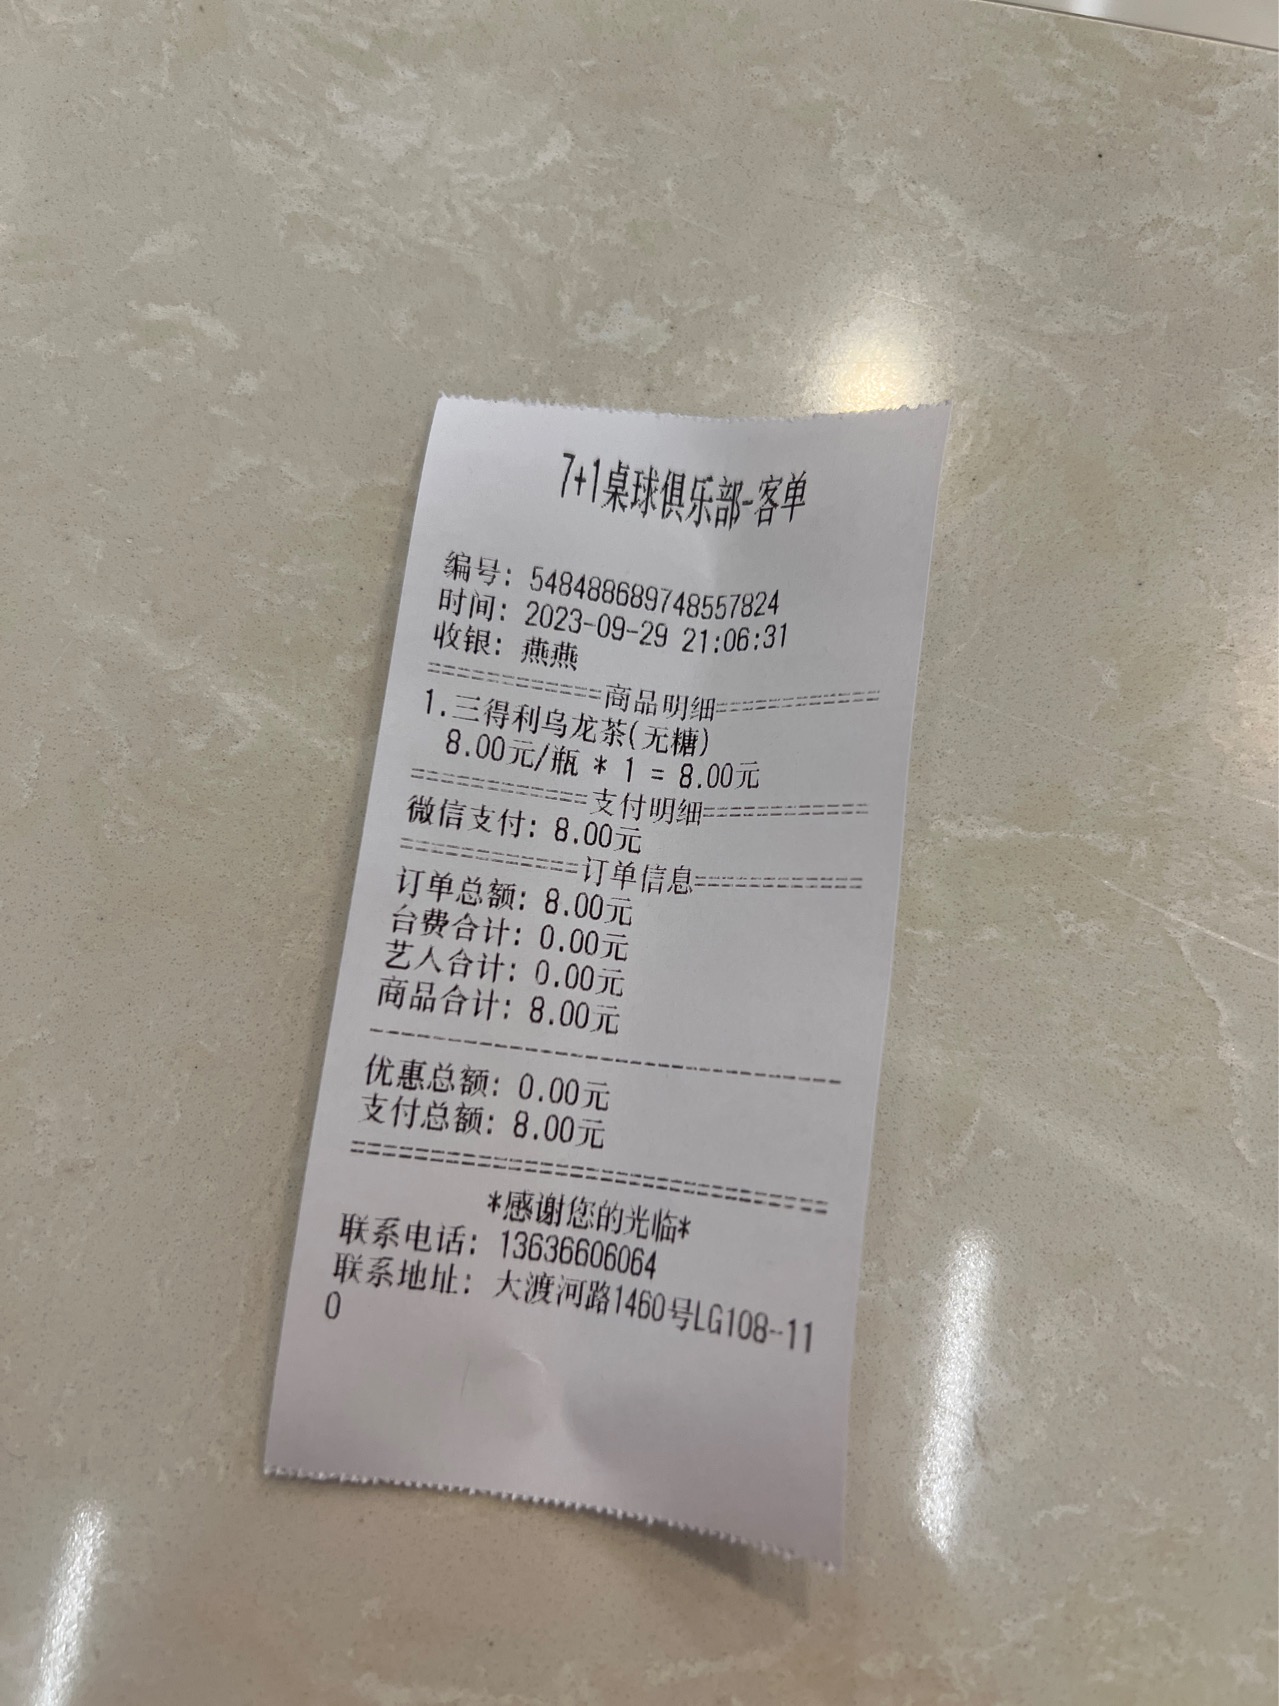 7+1桌球俱乐部-客单
编号: 548488689748557824
时间: 2023-09-29 21:06:31
收银: 燕燕
===========商品明细===========
1.三得利乌龙茶(无糖)
8.00元/瓶 * 1 = 8.00元
===========支付明细===========
微信支付: 8.00元
===========订单信息===========
订单总额: 8.00元
台费合计: 0.00元
艺人合计: 0.00元
商品合计: 8.00元
------------------------------
优惠总额: 0.00元
支付总额: 8.00元
==============================
*感谢您的光临*
联系电话: 13636606064
联系地址: 大渡河路1460号LG108--11
0